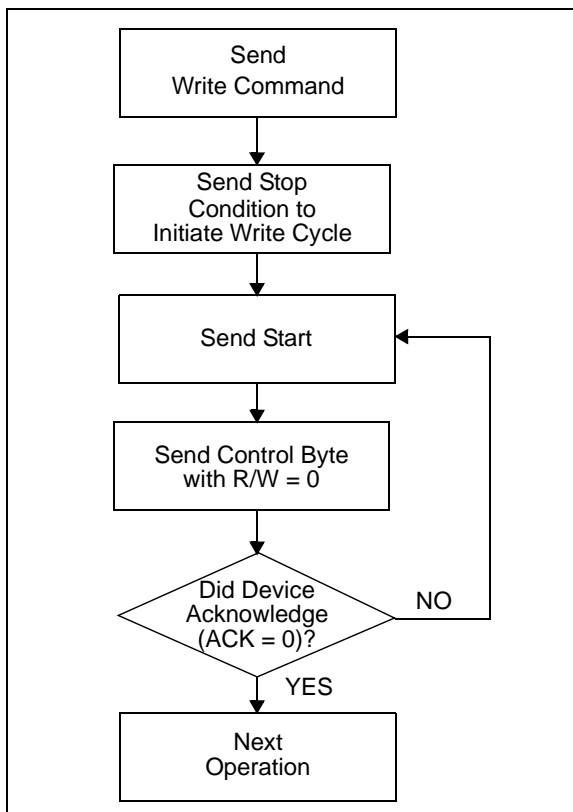 Send
Write Command
Send Stop
Condition to
Initiate Write Cycle
Send Start
Send Control Byte
with R/W = 0
Did Device
Acknowledge
(ACK = 0)?
NO
YES
Next
Operation